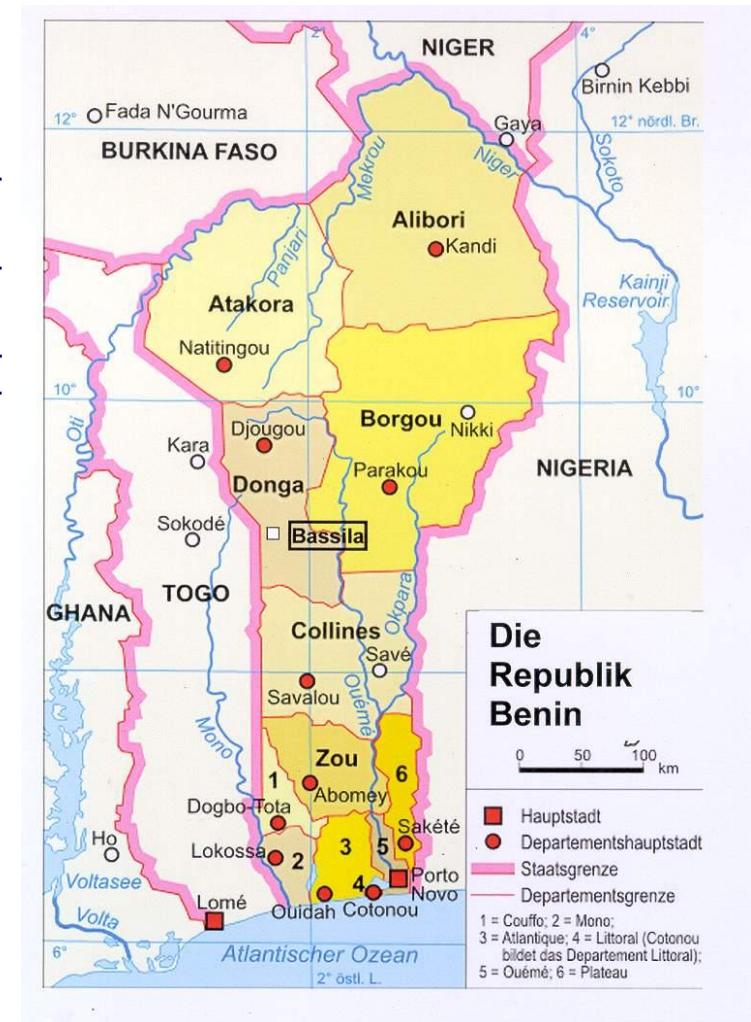 2°
4°
NIGER
Birnin Kebbi
12°
Fada N'Gourma
Gaya
12° nördl. Br.
BURKINA FASO
Mekrou
Niger
Sokoto
Alibori
Kandi
Panjari
Kainji
Reservoir
Atakora
Natitingou
10°
10°
Oti
Borgou
Nikki
Djougou
Kara
Parakou
NIGERIA
Donga
Sokodé
Bassila
TOGO
Okpara
GHANA
Collines
Savé
Savalou
Ouémé
Mono
Zou
6
1
Abomey
Dogbo-Tota
Sakété
Ho
Lokossa
2
3
5
Voltasee
4
Porto
Novo
Lomé
Ouidah
Cotonou
Volta
6°
Atlantischer Ozean
2° östl. L.
Die
Republik
Benin
0 50 100
km
Hauptstadt
Departementshauptstadt
Staatsgrenze
Departementsgrenze
1 = Couffo; 2 = Mono;
3 = Atlantique; 4 = Littoral (Cotonou
bildet das Departement Littoral);
5 = Ouémé; 6 = Plateau